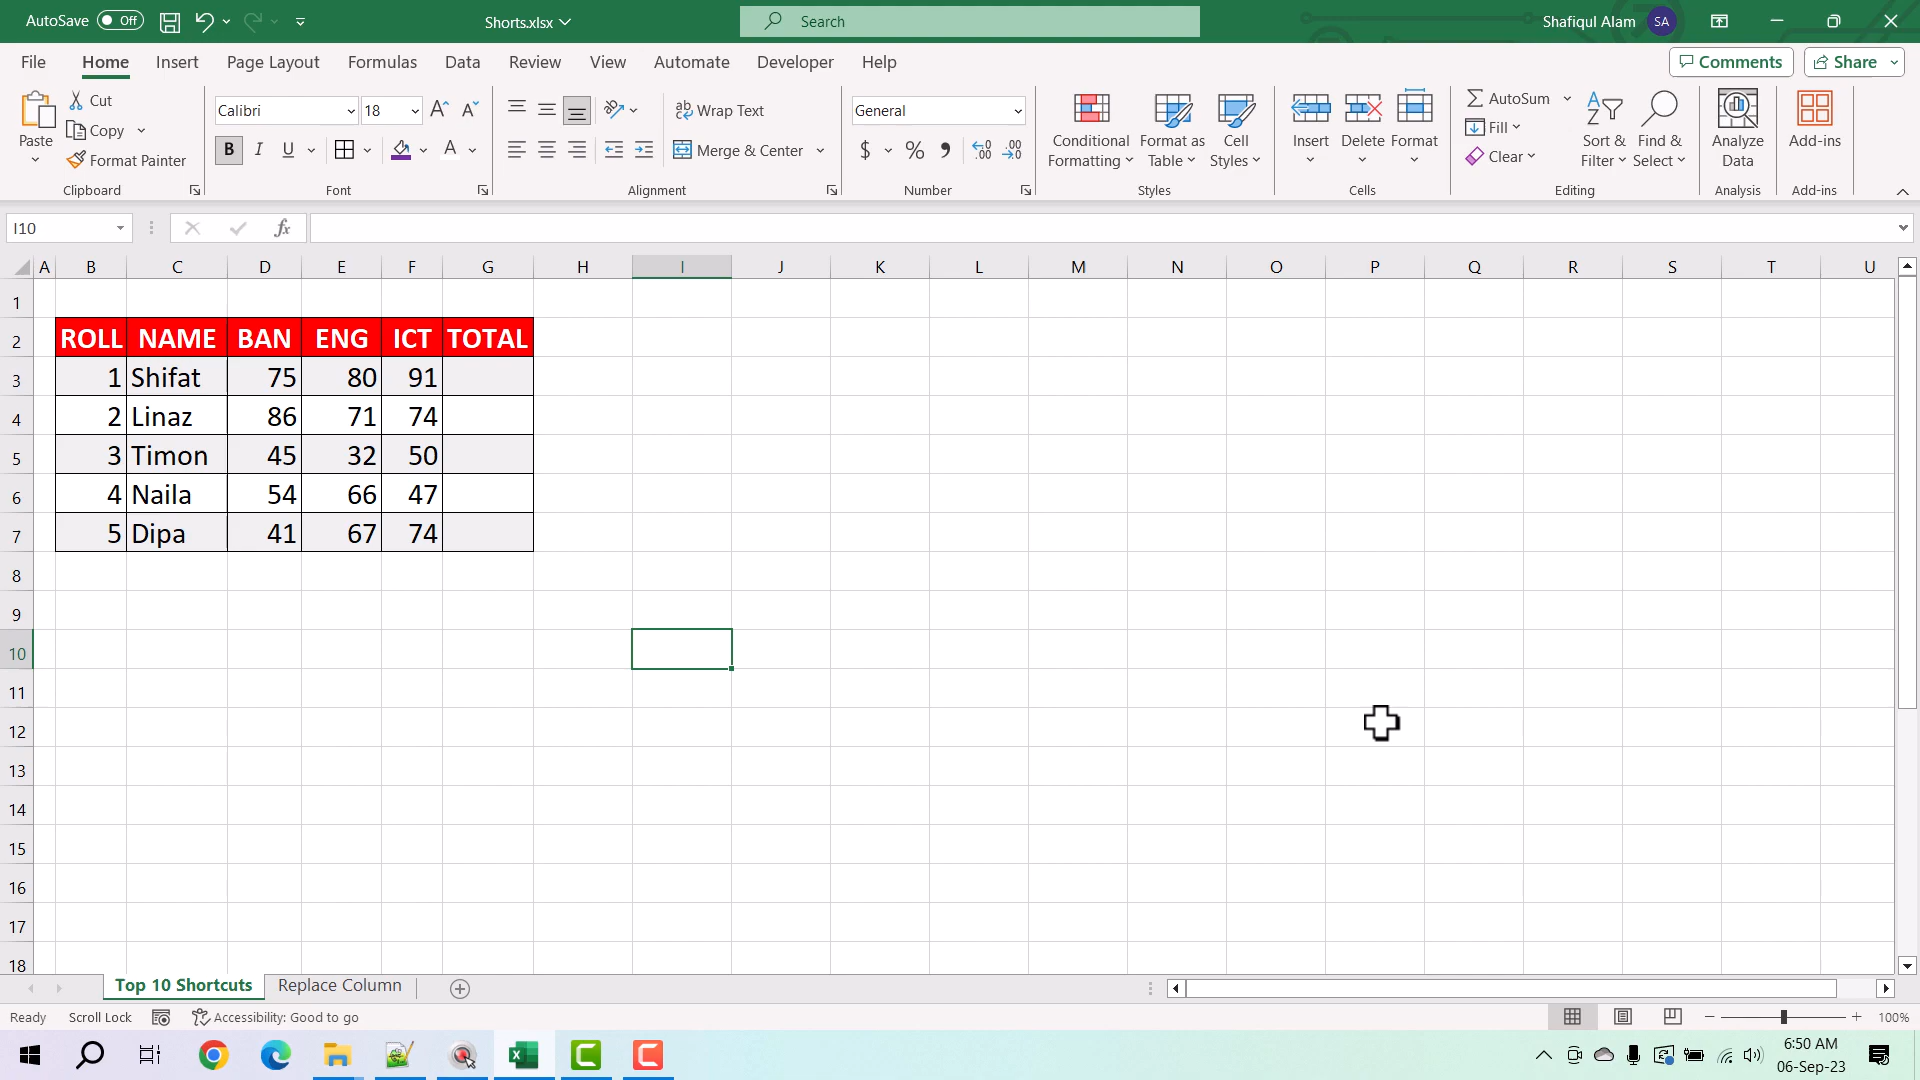 AutoSave Off Shorts.xlsx Search Shafiqul Alam SA
File Home Insert Page Layout Formulas Data Review View Automate Developer Help Comments Share
Paste Cut Copy Format Painter Clipboard
Calibri 18 B I U A Font
ab Wrap Text Merge & Center Alignment
General $ % , .00 Number
Conditional Formatting Format as Table Cell Styles Styles
Insert Delete Format Cells
AutoSum Fill Clear Sort & Filter Find & Select Editing
Analyze Data Analysis
Add-ins Add-ins
I10 fx
A B C D E F G H I J K L M N O P Q R S T U
1
2 ROLL NAME BAN ENG ICT TOTAL
3 1 Shifat 75 80 91
4 2 Linaz 86 71 74
5 3 Timon 45 32 50
6 4 Naila 54 66 47
7 5 Dipa 41 67 74
8
9
10
11
12
13
14
15
16
17
18
Top 10 Shortcuts Replace Column
Ready Scroll Lock Accessibility: Good to go 100%
6:50 AM
06-Sep-23